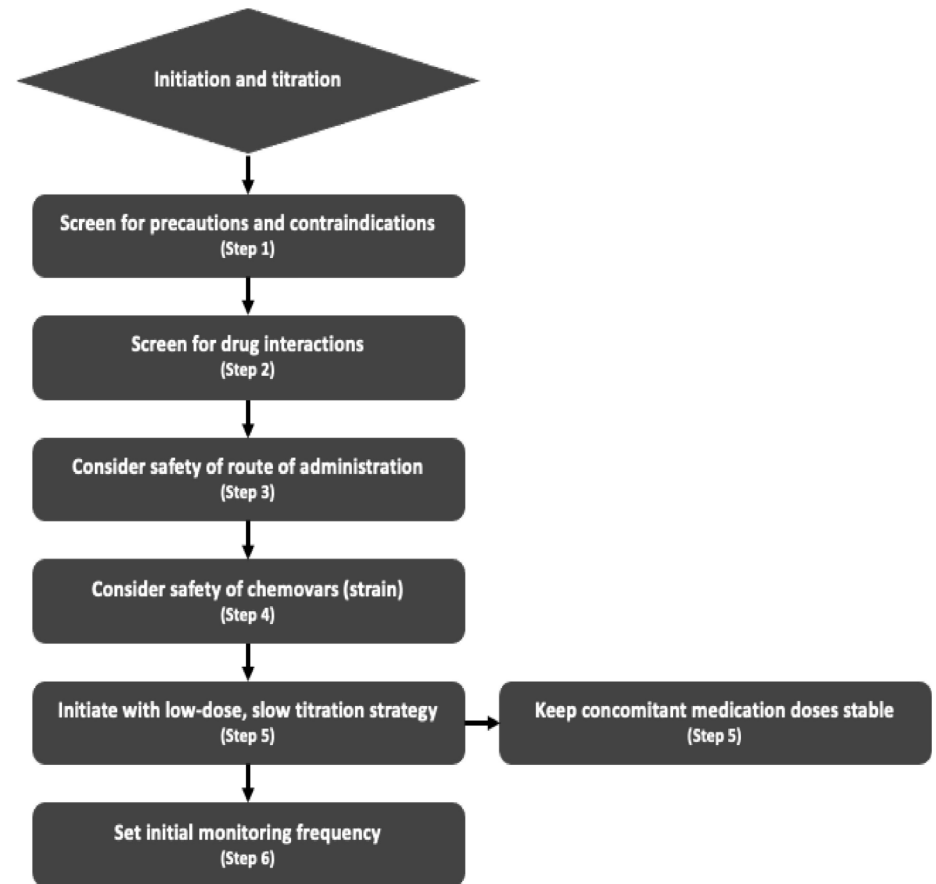 Initiation and titration
Screen for precautions and contraindications
(Step 1)
Screen for drug interactions
(Step 2)
Consider safety of route of administration
(Step 3)
Consider safety of chemovars (strain)
(Step 4)
Initiate with low-dose, slow titration strategy
(Step 5)
Keep concomitant medication doses stable
(Step 5)
Set initial monitoring frequency
(Step 6)